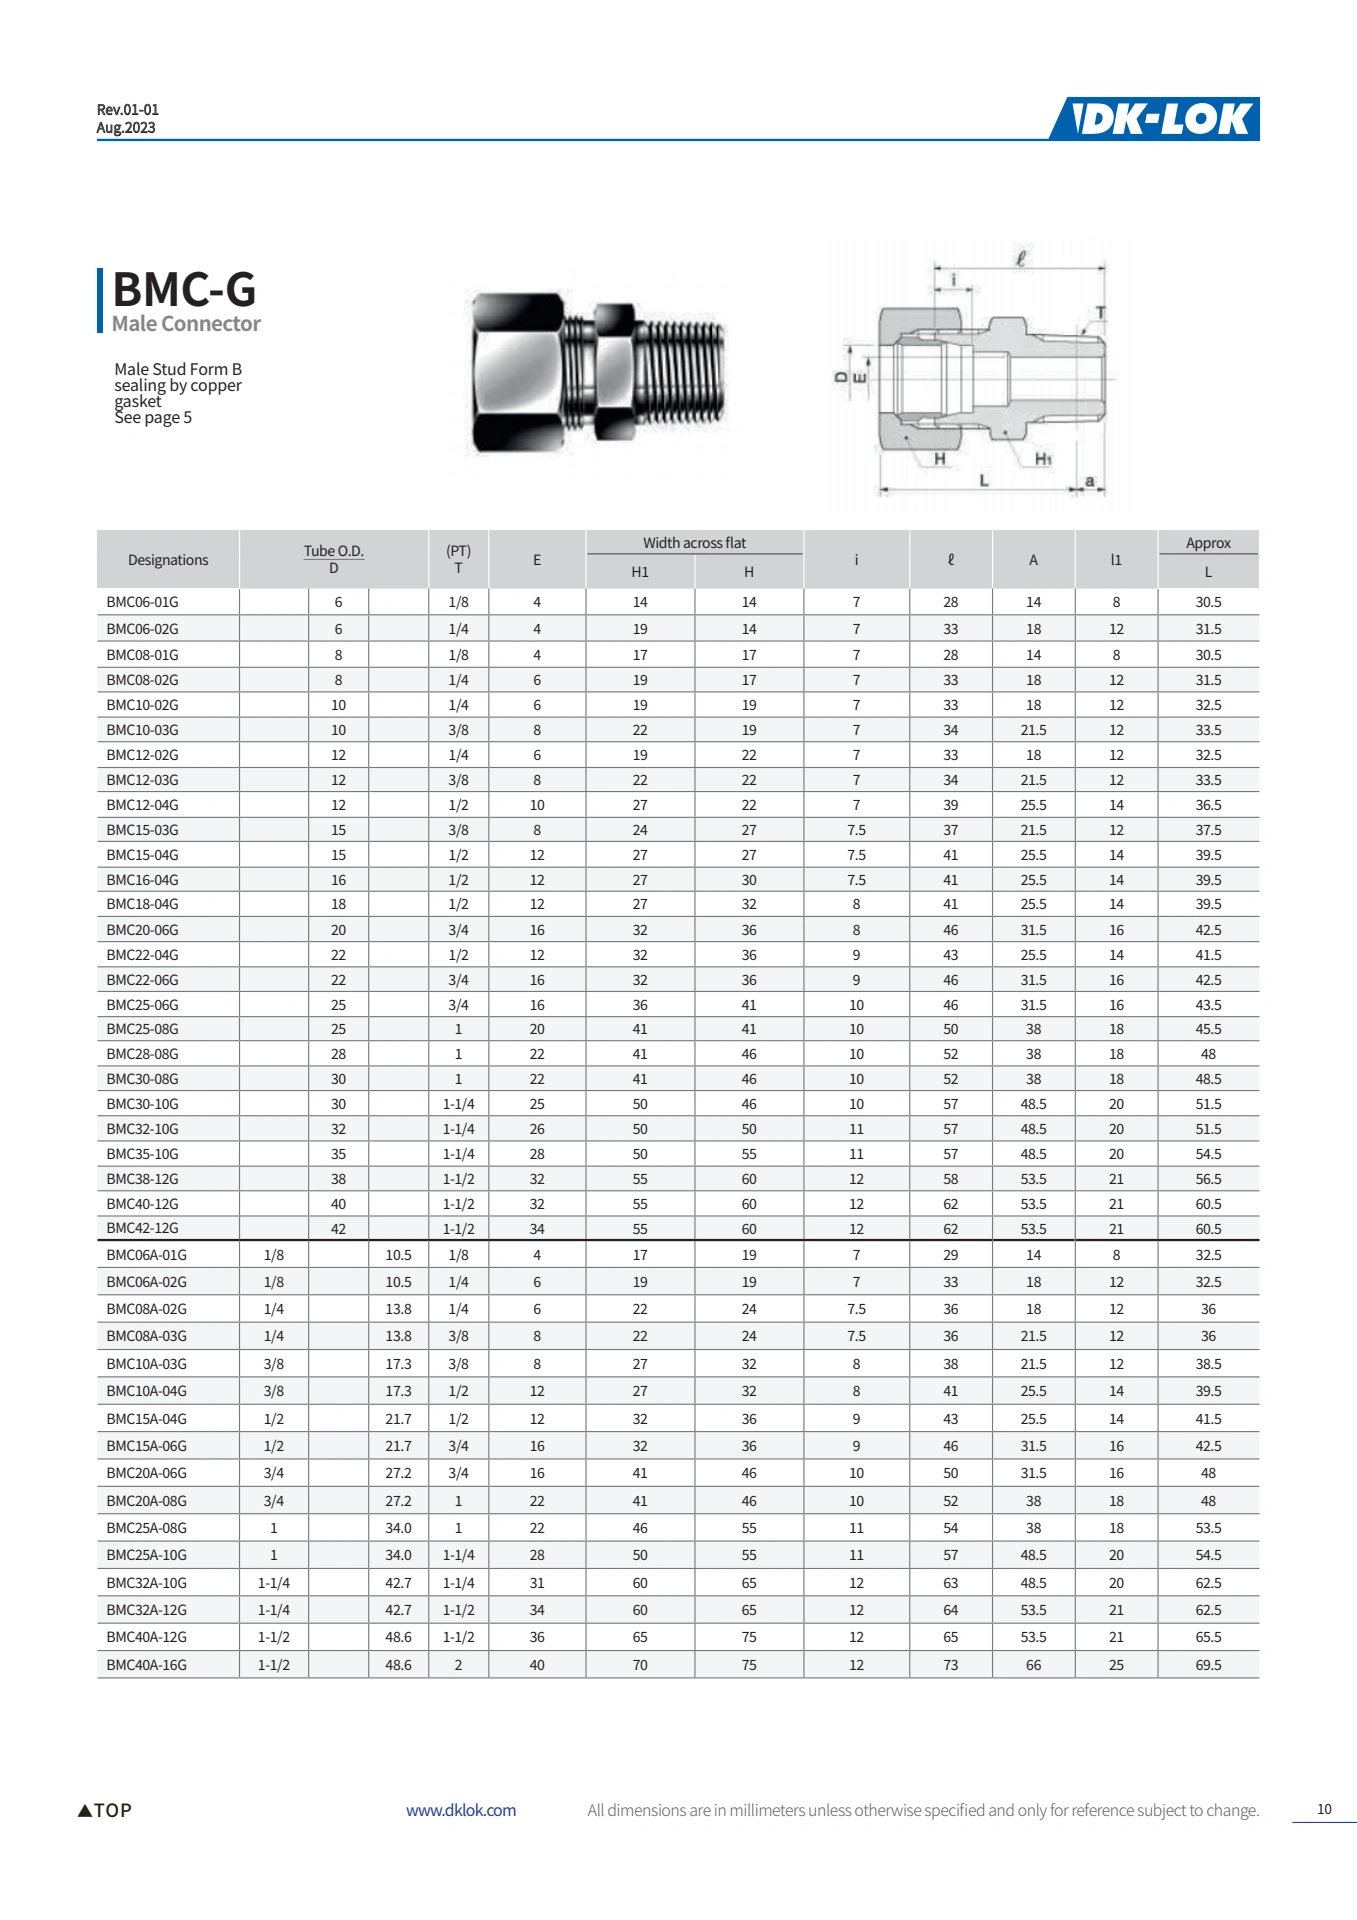 Rev.01-01
Aug.2023
DK-LOK
BMC-G
Male Connector
Male Stud Form B
sealing by copper
gasket
See page 5
ℓ
i
T
D
E
H
H1
L
a
Designations Tube O.D. D (PT) T E Width across flat H1 H i ℓ A l1 Approx L
BMC06-01G 6 1/8 4 14 14 7 28 14 8 30.5
BMC06-02G 6 1/4 4 19 14 7 33 18 12 31.5
BMC08-01G 8 1/8 4 17 17 7 28 14 8 30.5
BMC08-02G 8 1/4 6 19 17 7 33 18 12 31.5
BMC10-02G 10 1/4 6 19 19 7 33 18 12 32.5
BMC10-03G 10 3/8 8 22 19 7 34 21.5 12 33.5
BMC12-02G 12 1/4 6 19 22 7 33 18 12 32.5
BMC12-03G 12 3/8 8 22 22 7 34 21.5 12 33.5
BMC12-04G 12 1/2 10 27 22 7 39 25.5 14 36.5
BMC15-03G 15 3/8 8 24 27 7.5 37 21.5 12 37.5
BMC15-04G 15 1/2 12 27 27 7.5 41 25.5 14 39.5
BMC16-04G 16 1/2 12 27 30 7.5 41 25.5 14 39.5
BMC18-04G 18 1/2 12 27 32 8 41 25.5 14 39.5
BMC20-06G 20 3/4 16 32 36 8 46 31.5 16 42.5
BMC22-04G 22 1/2 12 32 36 9 43 25.5 14 41.5
BMC22-06G 22 3/4 16 32 36 9 46 31.5 16 42.5
BMC25-06G 25 3/4 16 36 41 10 46 31.5 16 43.5
BMC25-08G 25 1 20 41 41 10 50 38 18 45.5
BMC28-08G 28 1 22 41 46 10 52 38 18 48
BMC30-08G 30 1 22 41 46 10 52 38 18 48.5
BMC30-10G 30 1-1/4 25 50 46 10 57 48.5 20 51.5
BMC32-10G 32 1-1/4 26 50 50 11 57 48.5 20 51.5
BMC35-10G 35 1-1/4 28 50 55 11 57 48.5 20 54.5
BMC38-12G 38 1-1/2 32 55 60 12 58 53.5 21 56.5
BMC40-12G 40 1-1/2 32 55 60 12 62 53.5 21 60.5
BMC42-12G 42 1-1/2 34 55 60 12 62 53.5 21 60.5
BMC06A-01G 1/8 10.5 1/8 4 17 19 7 29 14 8 32.5
BMC06A-02G 1/8 10.5 1/4 6 19 19 7 33 18 12 32.5
BMC08A-02G 1/4 13.8 1/4 6 22 24 7.5 36 18 12 36
BMC08A-03G 1/4 13.8 3/8 8 22 24 7.5 36 21.5 12 36
BMC10A-03G 3/8 17.3 3/8 8 27 32 8 38 21.5 12 38.5
BMC10A-04G 3/8 17.3 1/2 12 27 32 8 41 25.5 14 39.5
BMC15A-04G 1/2 21.7 1/2 12 32 36 9 43 25.5 14 41.5
BMC15A-06G 1/2 21.7 3/4 16 32 36 9 46 31.5 16 42.5
BMC20A-06G 3/4 27.2 3/4 16 41 46 10 50 31.5 16 48
BMC20A-08G 3/4 27.2 1 22 41 46 10 52 38 18 48
BMC25A-08G 1 34.0 1 22 46 55 11 54 38 18 53.5
BMC25A-10G 1 34.0 1-1/4 28 50 55 11 57 48.5 20 54.5
BMC32A-10G 1-1/4 42.7 1-1/4 31 60 65 12 63 48.5 20 62.5
BMC32A-12G 1-1/4 42.7 1-1/2 34 60 65 12 64 53.5 21 62.5
BMC40A-12G 1-1/2 48.6 1-1/2 36 65 75 12 65 53.5 21 65.5
BMC40A-16G 1-1/2 48.6 2 40 70 75 12 73 66 25 69.5
▲TOP
www.dklok.com
All dimensions are in millimeters unless otherwise specified and only for reference subject to change.
10